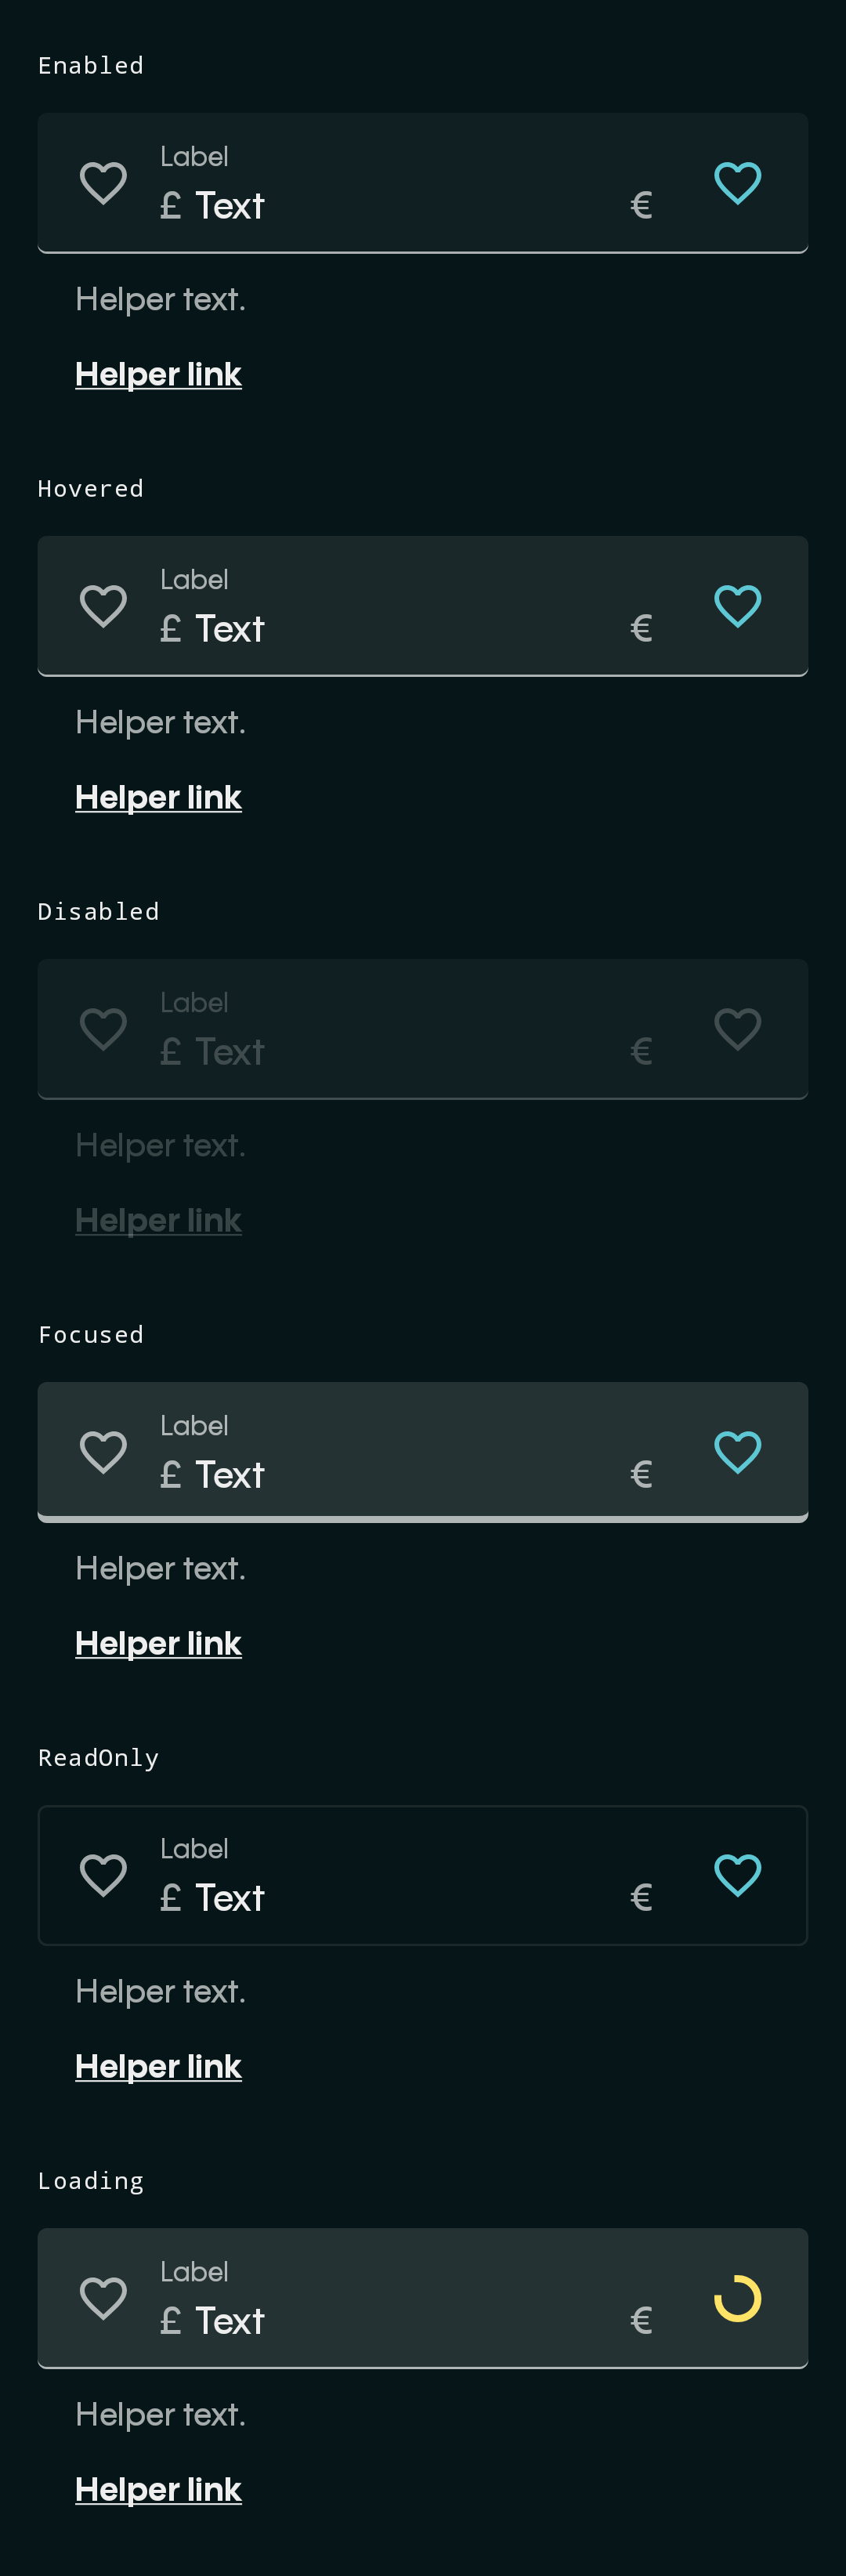 Enabled
Label
£ Text €
Helper text.
Helper link
Hovered
Label
£ Text €
Helper text.
Helper link
Disabled
Label
£ Text €
Helper text.
Helper link
Focused
Label
£ Text €
Helper text.
Helper link
ReadOnly
Label
£ Text €
Helper text.
Helper link
Loading
Label
£ Text €
Helper text.
Helper link